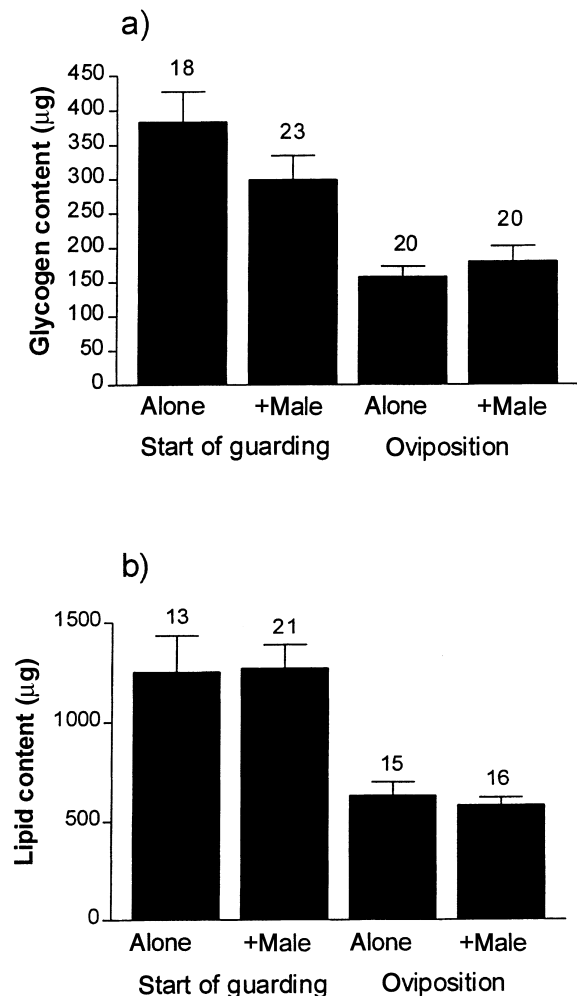 a)
Glycogen content (μg)
450
400
350
300
250
200
150
100
50
0
18
23
20
20
Alone +Male Alone +Male
Start of guarding Oviposition
b)
Lipid content (μg)
1500
1000
500
0
13
21
15
16
Alone +Male Alone +Male
Start of guarding Oviposition